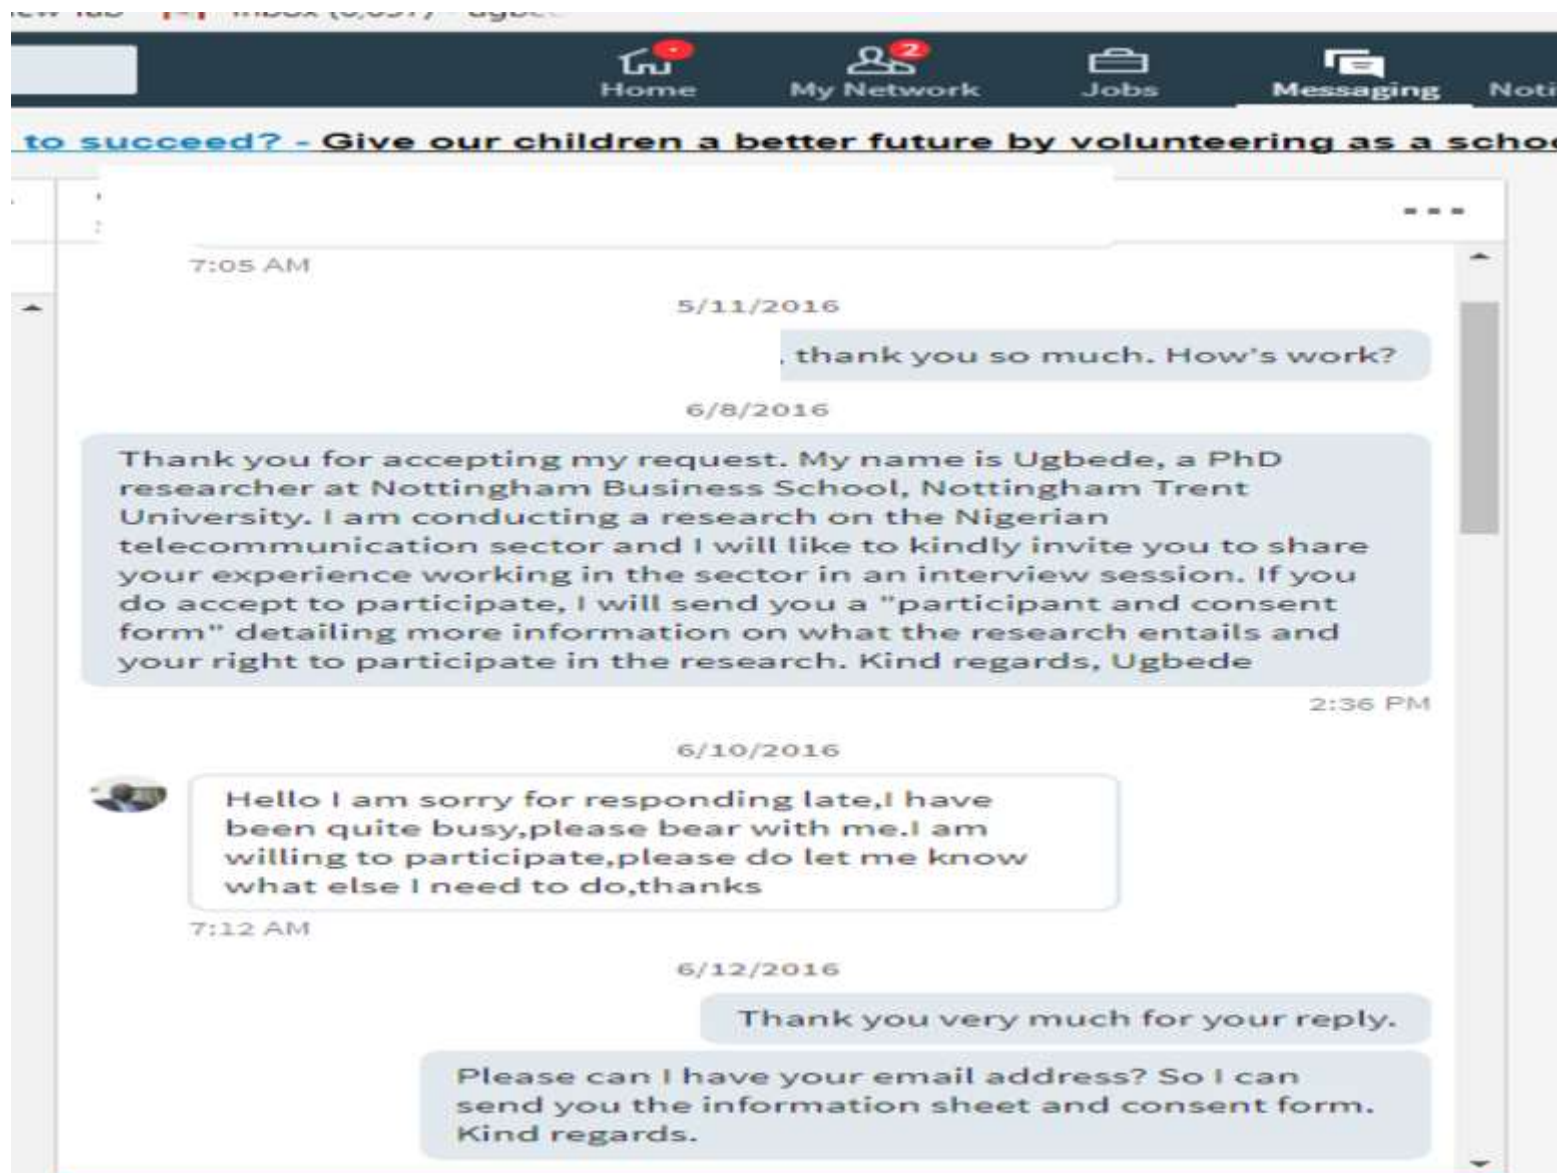 Home My Network Jobs Messaging Noti
2
to succeed? - Give our children a better future by volunteering as a schoo
7:05 AM
5/11/2016
, thank you so much. How's work?
6/8/2016
Thank you for accepting my request. My name is Ugbede, a PhD
researcher at Nottingham Business School, Nottingham Trent
University. I am conducting a research on the Nigerian
telecommunication sector and I will like to kindly invite you to share
your experience working in the sector in an interview session. If you
do accept to participate, I will send you a "participant and consent
form" detailing more information on what the research entails and
your right to participate in the research. Kind regards, Ugbede
2:36 PM
6/10/2016
Hello I am sorry for responding late,I have
been quite busy,please bear with me.I am
willing to participate,please do let me know
what else I need to do,thanks
7:12 AM
6/12/2016
Thank you very much for your reply.
Please can I have your email address? So I can
send you the information sheet and consent form.
Kind regards.